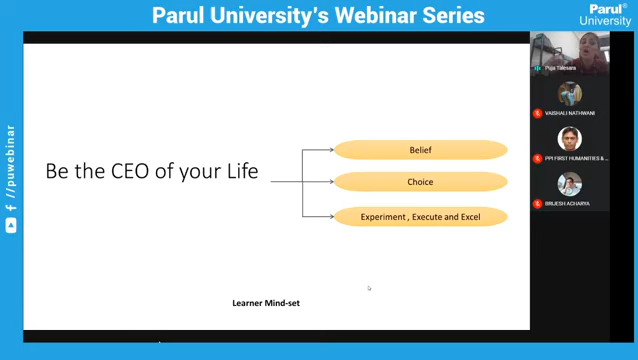 Parul University's Webinar Series
Parul®
University
Puja Talesara
Belief
VAISHALI NATHWANI
Be the CEO of your Life
Choice
PPI FIRST HUMANITIES & ...
Experiment , Execute and Excel
BRIJESH ACHARYA
Learner Mind-set
f //puwebinar